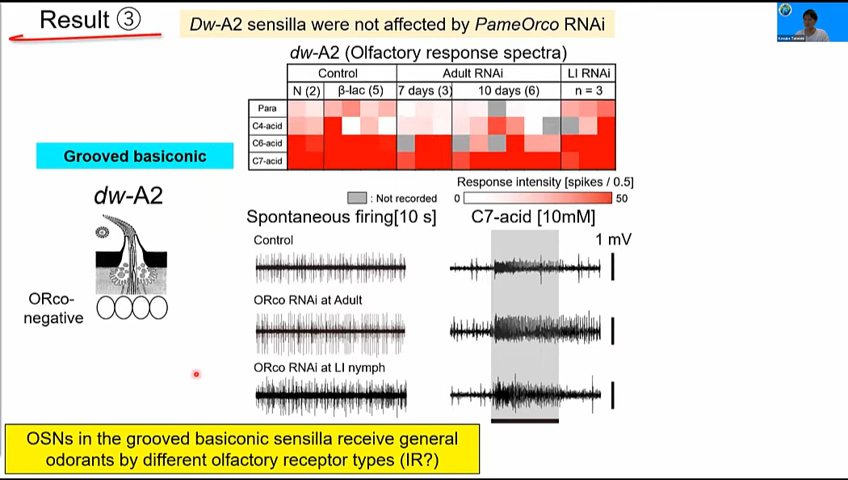 Result ③
Dw-A2 sensilla were not affected by PameOrco RNAi
dw-A2 (Olfactory response spectra)
Control Adult RNAi LI RNAi
N (2) β-lac (5) 7 days (3) 10 days (6) n = 3
Para
C4-acid
C6-acid
C7-acid
Grooved basiconic
: Not recorded
Response intensity [spikes / 0.5]
0 50
dw-A2
ORco-
negative
Spontaneous firing[10 s] C7-acid [10mM]
1 mV
Control
ORco RNAi at Adult
ORco RNAi at LI nymph
OSNs in the grooved basiconic sensilla receive general
odorants by different olfactory receptor types (IR?)